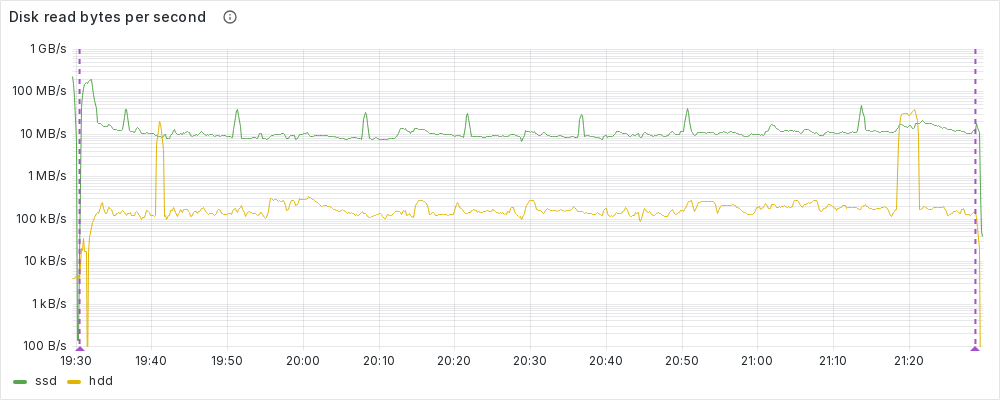 Disk read bytes per second
1 GB/s
100 MB/s
10 MB/s
1 MB/s
100 kB/s
10 kB/s
1 kB/s
100 B/s
19:30 19:40 19:50 20:00 20:10 20:20 20:30 20:40 20:50 21:00 21:10 21:20
ssd hdd